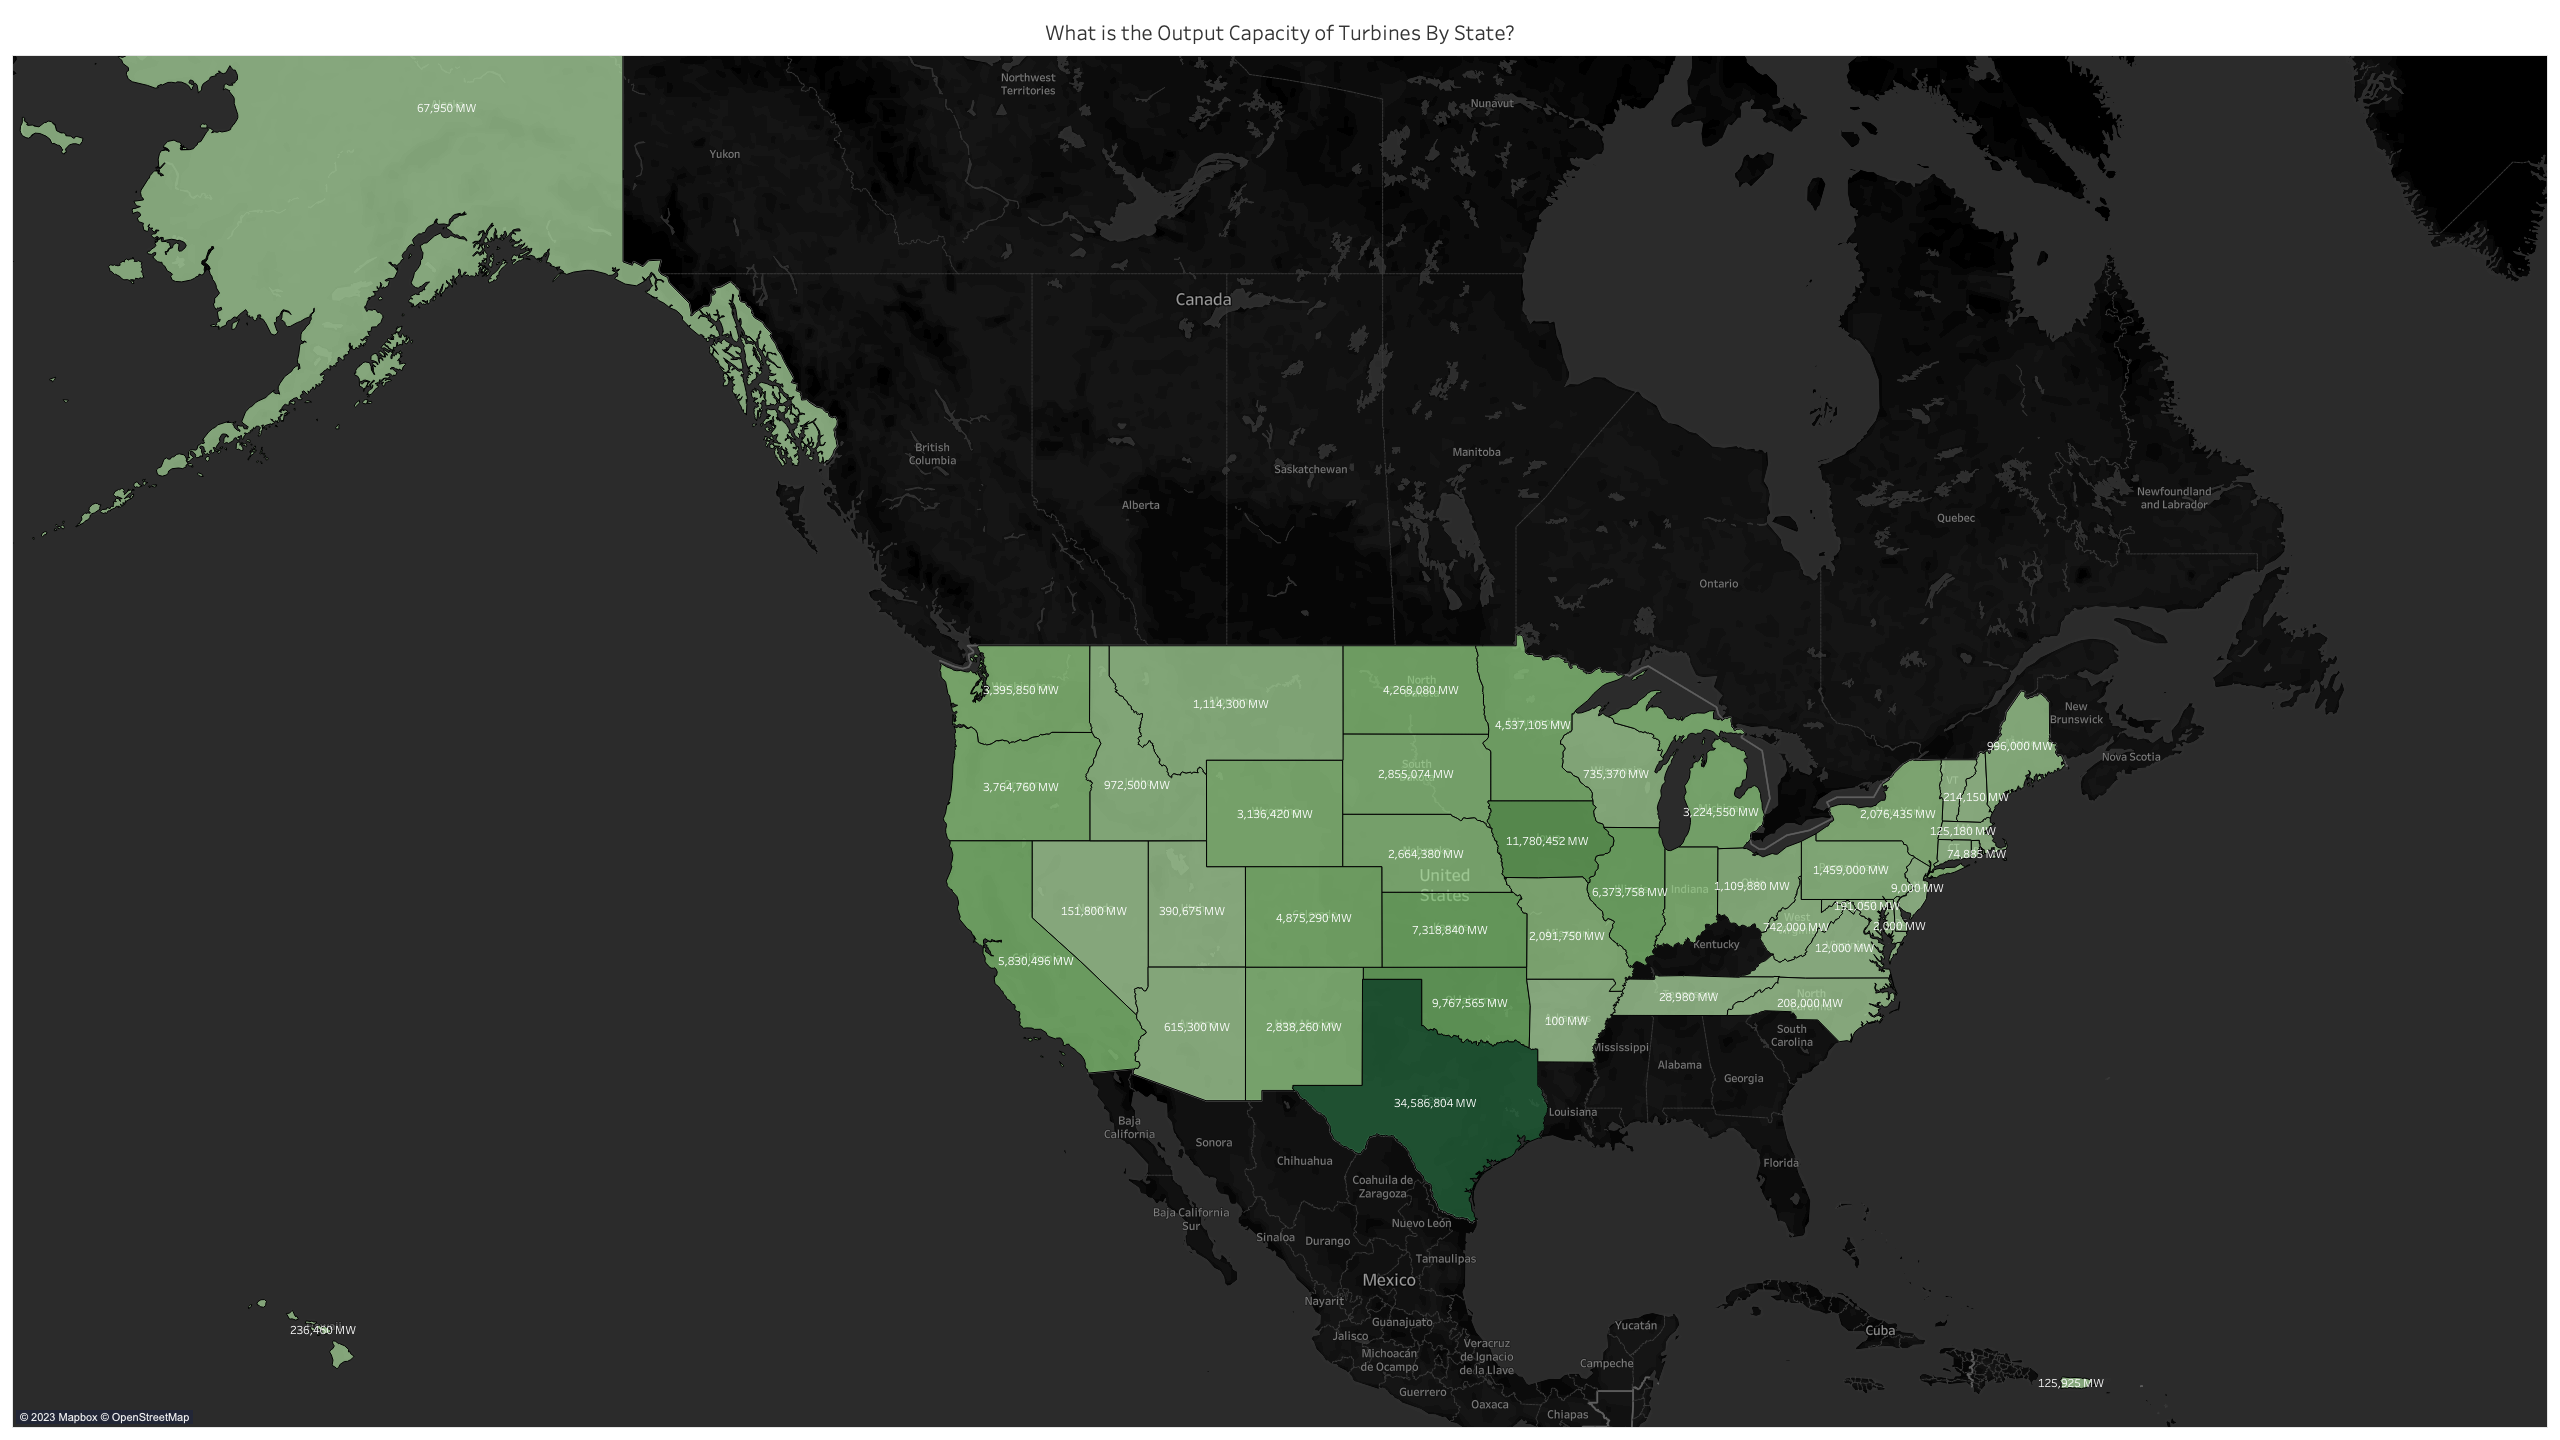 What is the Output Capacity of Turbines By State?
Northwest
Territories
Nunavut
67,950 MW
Yukon
Canada
British
Columbia
Manitoba
Saskatchewan
Alberta
Newfoundland
and Labrador
Quebec
Ontario
3,395,850 MW
North
4,268,080 MW
1,114,300 MW
4,537,105 MW
New
Brunswick
996,000 MW
Nova Scotia
South
2,855,074 MW
735,370 MW
3,764,760 MW
972,500 MW
VT
214,150 MW
3,136,420 MW
3,224,550 MW
2,076,435 MW
125,180 MW
11,780,452 MW
2,664,380 MW
CT
74,885 MW
United
States
1,459,000 MW
1,109,880 MW
9,000 MW
6,373,758 MW
Indiana
151,800 MW
390,675 MW
191,050 MW
4,875,290 MW
West
742,000 MW
2,000 MW
7,318,840 MW
2,091,750 MW
Kentucky
12,000 MW
5,830,496 MW
28,980 MW
North
208,000 MW
9,767,565 MW
615,300 MW
2,838,260 MW
100 MW
South
Carolina
Mississippi
Alabama
Georgia
34,586,804 MW
Louisiana
Baja
California
Sonora
Chihuahua
Florida
Coahuila de
Zaragoza
Baja California
Sur
Nuevo León
Sinaloa
Durango
Tamaulipas
Mexico
Nayarit
Guanajuato
Yucatán
Cuba
236,480 MW
Jalisco
Veracruz
de Ignacio
de la Llave
Michoacán
de Ocampo
Campeche
125,925 MW
Guerrero
Oaxaca
Chiapas
© 2023 Mapbox © OpenStreetMap